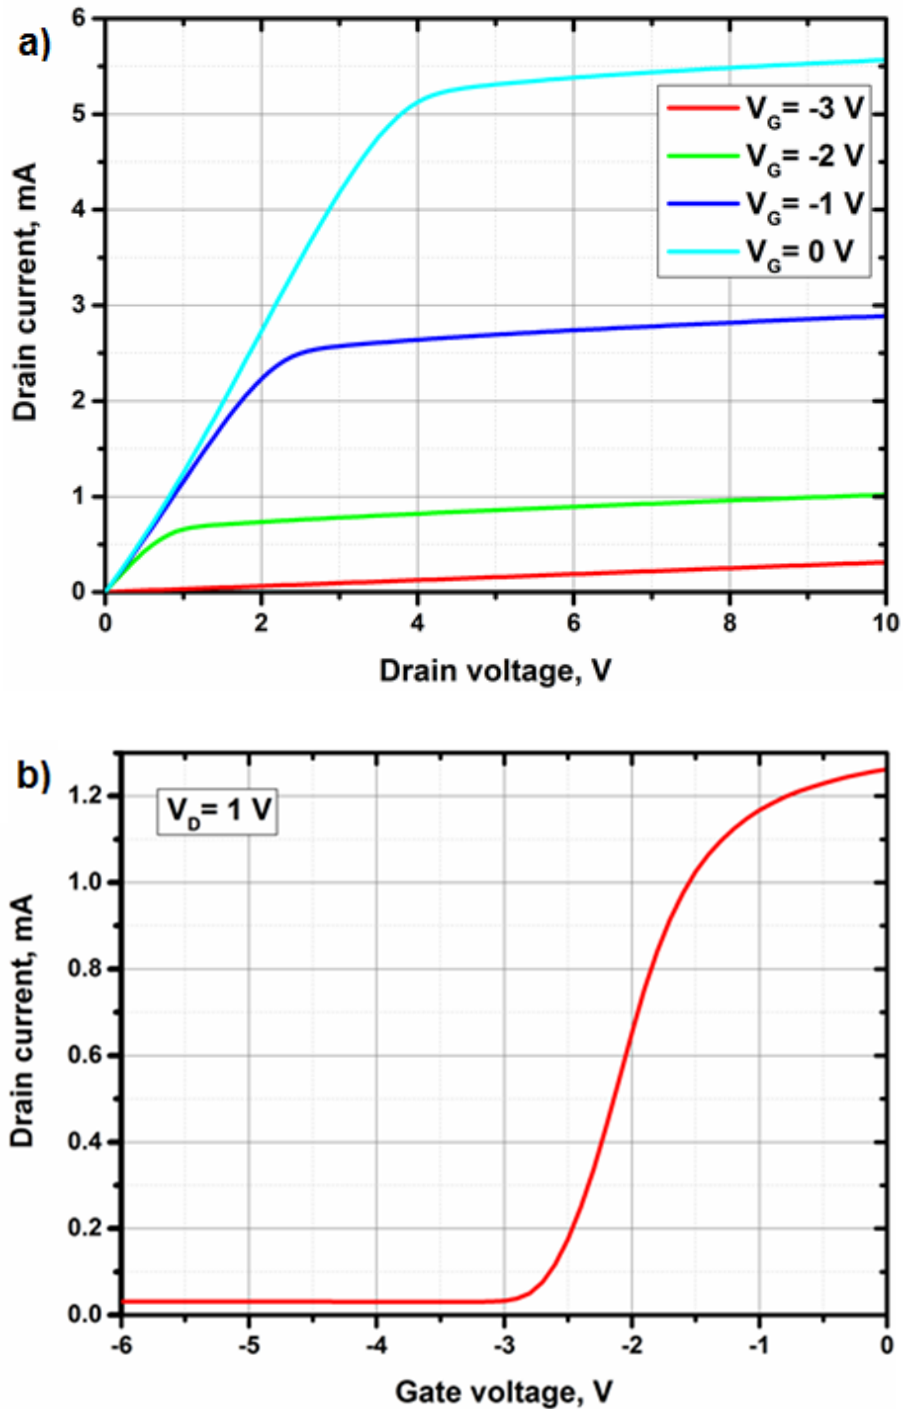 a)
Drain current, mA
6
5
4
3
2
1
0
V_G= -3 V
V_G= -2 V
V_G= -1 V
V_G= 0 V
0 2 4 6 8 10
Drain voltage, V
b)
Drain current, mA
1.2
1.0
0.8
0.6
0.4
0.2
0.0
V_D= 1 V
-6 -5 -4 -3 -2 -1 0
Gate voltage, V